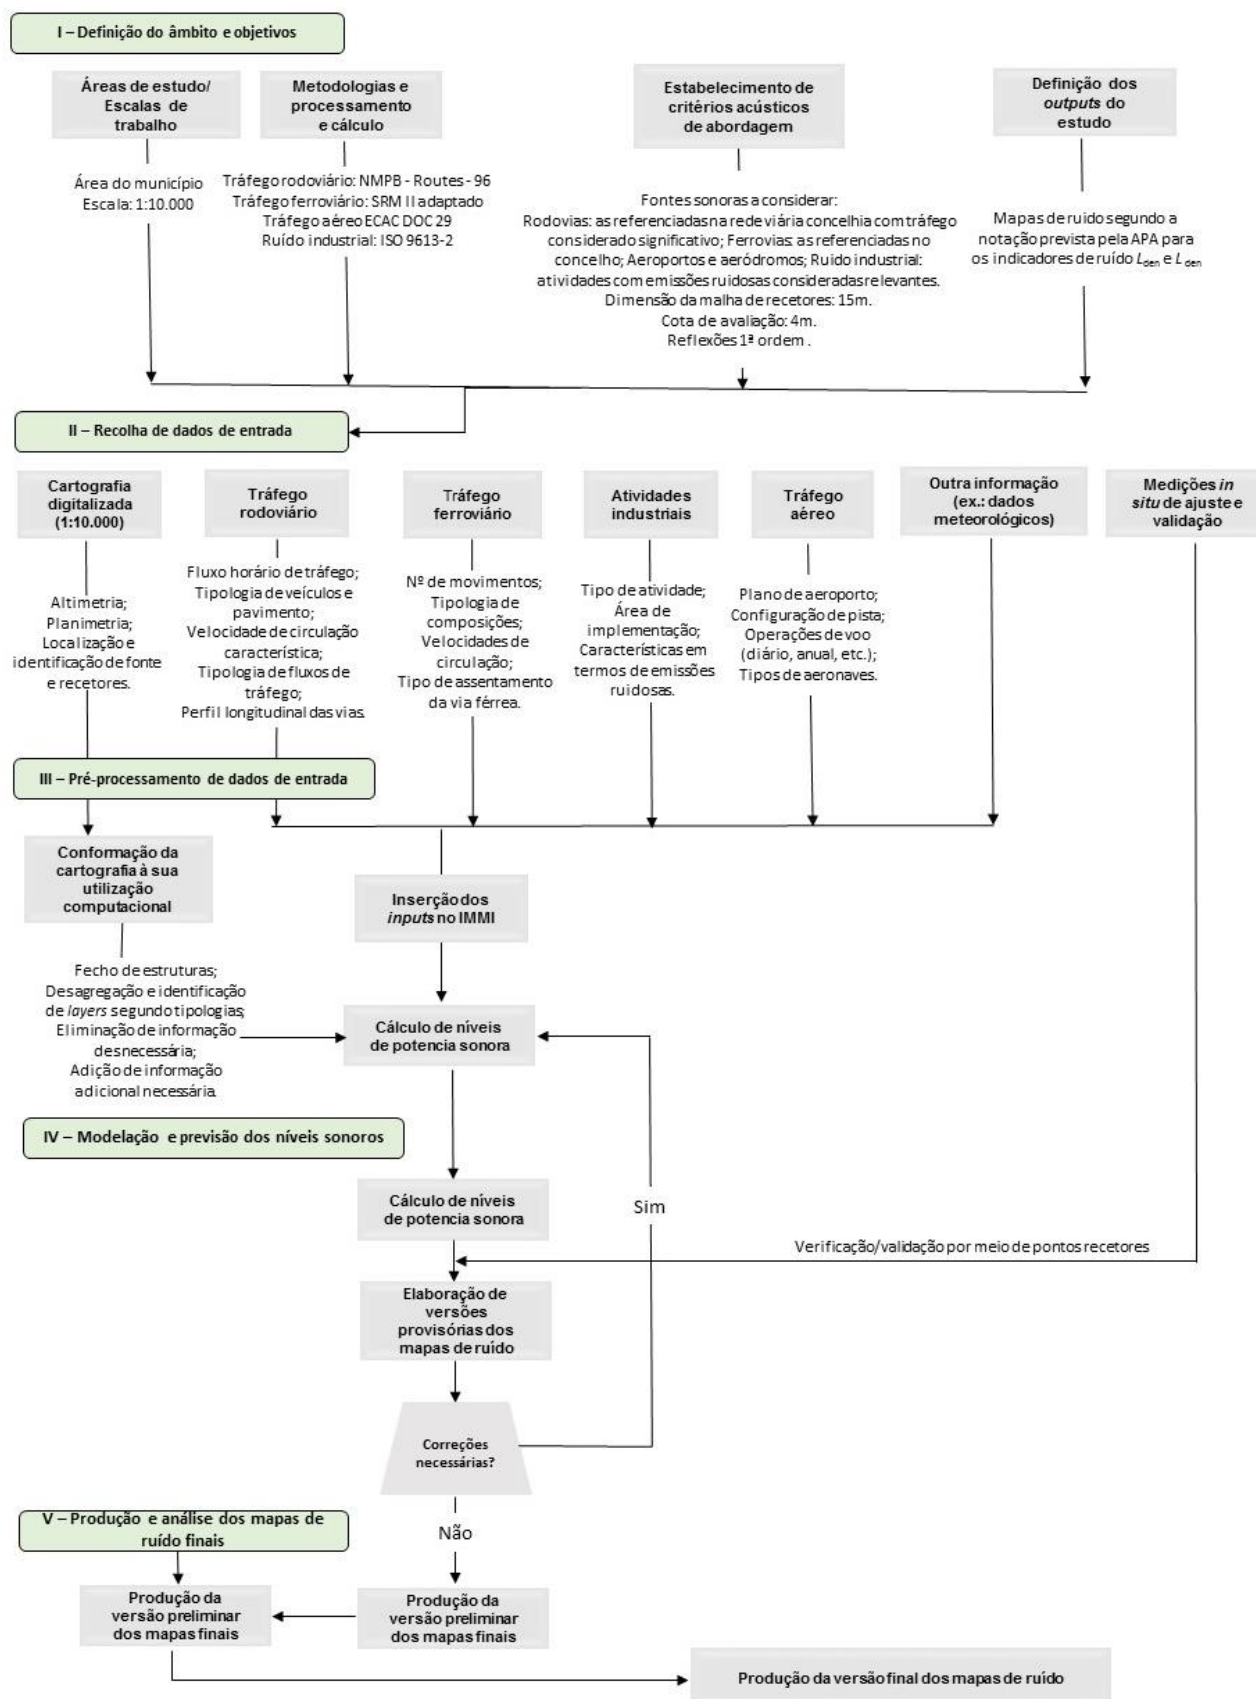 I – Definição do âmbito e objetivos
Áreas de estudo/
Escalas de
trabalho
Metodologias e
processamento
e cálculo
Estabelecimento de
critérios acústicos
de abordagem
Definição dos
outputs do
estudo
Área do município
Escala: 1:10.000
Tráfego rodoviário: NMPB - Routes - 96
Tráfego ferroviário: SRM II adaptado
Tráfego aéreo ECAC DOC 29
Ruído industrial: ISO 9613-2
Fontes sonoras a considerar:
Rodovias: as referenciadas na rede viária concelhia com tráfego
considerado significativo; Ferrovias: as referenciadas no
concelho; Aeroportos e aeródromos; Ruido industrial:
atividades com emissões ruidosas consideradas relevantes.
Dimensão da malha de recetores: 15m.
Cota de avaliação: 4m.
Reflexões 1ª ordem .
Mapas de ruido segundo a
notação prevista pela APA para
os indicadores de ruído Lden e L den
II – Recolha de dados de entrada
Cartografia
digitalizada
(1:10.000)
Tráfego
rodoviário
Tráfego
ferroviário
Atividades
industriais
Tráfego
aéreo
Outra informação
(ex.: dados
meteorológicos)
Medições in
situ de ajuste e
validação
Altimetria;
Planimetria;
Localização e
identificação de fonte
e recetores.
Fluxo horário de tráfego;
Tipologia de veículos e
pavimento;
Velocidade de circulação
característica;
Tipologia de fluxos de
tráfego;
Perfil longitudinal das vias.
Nº de movimentos;
Tipologia de
composições;
Velocidades de
circulação;
Tipo de assentamento
da via férrea.
Tipo de atividade;
Área de
implementação;
Características em
termos de emissões
ruidosas.
Plano de aeroporto;
Configuração de pista;
Operações de voo
(diário, anual, etc.);
Tipos de aeronaves.
III – Pré-processamento de dados de entrada
Conformação da
cartografia à sua
utilização
computacional
Inserção dos
inputs no IMMI
Fecho de estruturas;
Desagregação e identificação
de layers segundo tipologias;
Eliminação de informação
desnecessária;
Adição de informação
adicional necessária.
Cálculo de níveis
de potencia sonora
IV – Modelação e previsão dos níveis sonoros
Cálculo de níveis
de potencia sonora
Sim
Verificação/validação por meio de pontos recetores
Elaboração de
versões
provisórias dos
mapas de ruído
Correções
necessárias?
Não
V – Produção e análise dos mapas de
ruído finais
Produção da
versão preliminar
dos mapas finais
Produção da
versão preliminar
dos mapas finais
Produção da versão final dos mapas de ruído